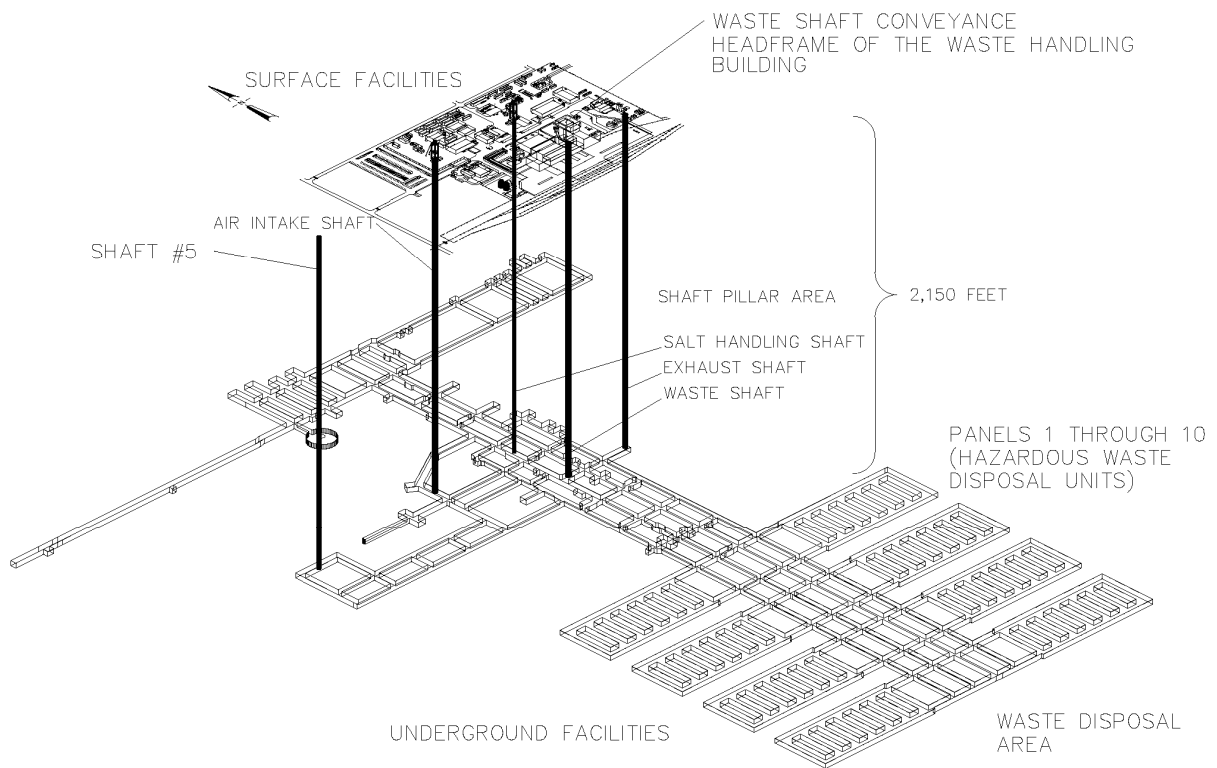 WASTE SHAFT CONVEYANCE
HEADFRAME OF THE WASTE HANDLING
BUILDING
SURFACE FACILITIES
AIR INTAKE SHAFT
SHAFT #5
SHAFT PILLAR AREA
2,150 FEET
SALT HANDLING SHAFT
EXHAUST SHAFT
WASTE SHAFT
PANELS 1 THROUGH 10
(HAZARDOUS WASTE
DISPOSAL UNITS)
UNDERGROUND FACILITIES
WASTE DISPOSAL
AREA